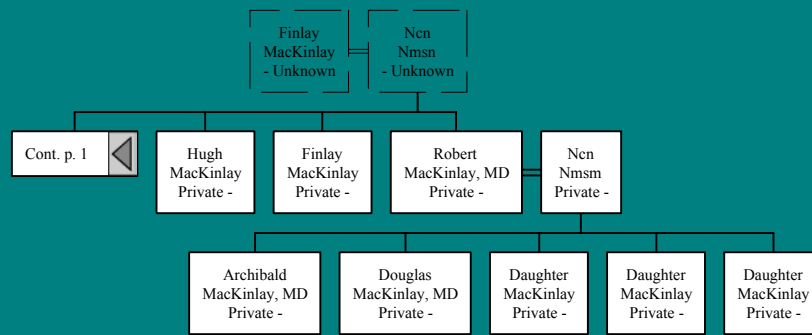 Finlay
MacKinlay
- Unknown
Ncn
Nmsn
- Unknown
Cont. p. 1
Hugh
MacKinlay
Private -
Finlay
MacKinlay
Private -
Robert
MacKinlay, MD
Private -
Ncn
Nmsm
Private -
Archibald
MacKinlay, MD
Private -
Douglas
MacKinlay, MD
Private -
Daughter
MacKinlay
Private -
Daughter
MacKinlay
Private -
Daughter
MacKinlay
Private -